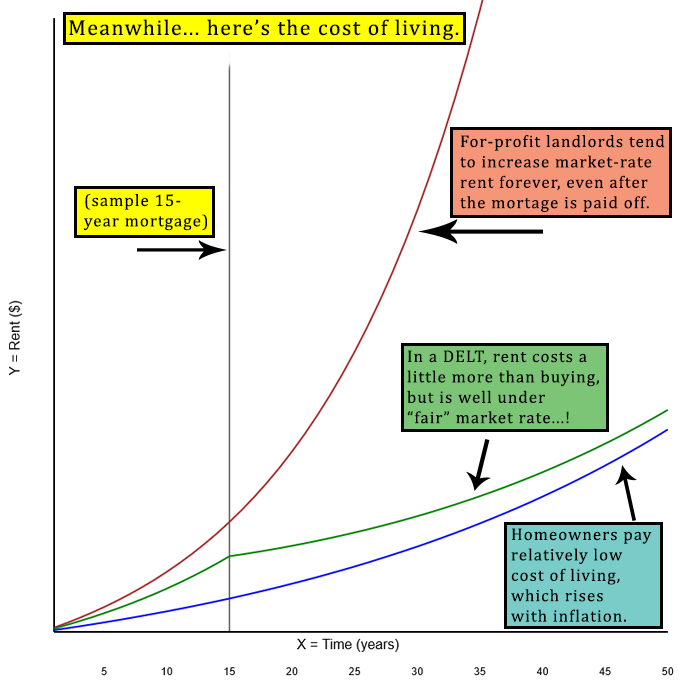 Meanwhile... here's the cost of living.
For-profit landlords tend
to increase market-rate
rent forever, even after
the mortage is paid off.
(sample 15-
year mortgage)
Y = Rent ($)
In a DELT, rent costs a
little more than buying,
but is well under
“fair” market rate...!
Homeowners pay
relatively low
cost of living,
which rises
with inflation.
X = Time (years)
5 10 15 20 25 30 35 40 45 50